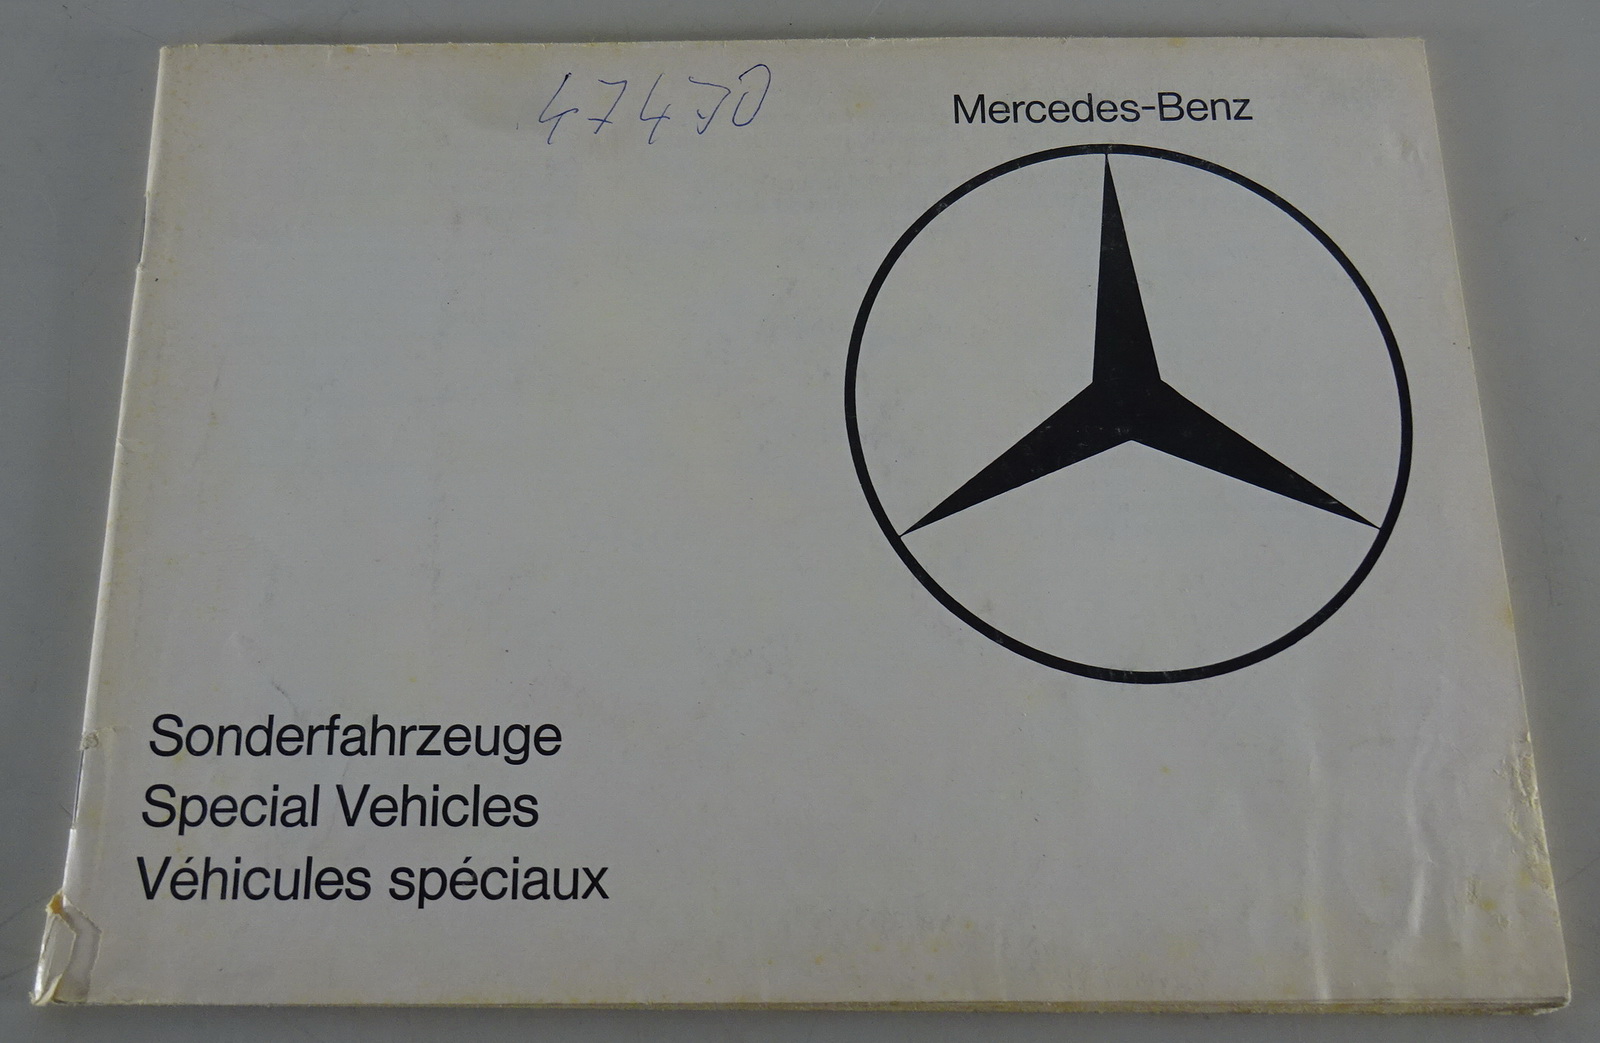 47470
Mercedes-Benz
Sonderfahrzeuge
Special Vehicles
Véhicules spéciaux